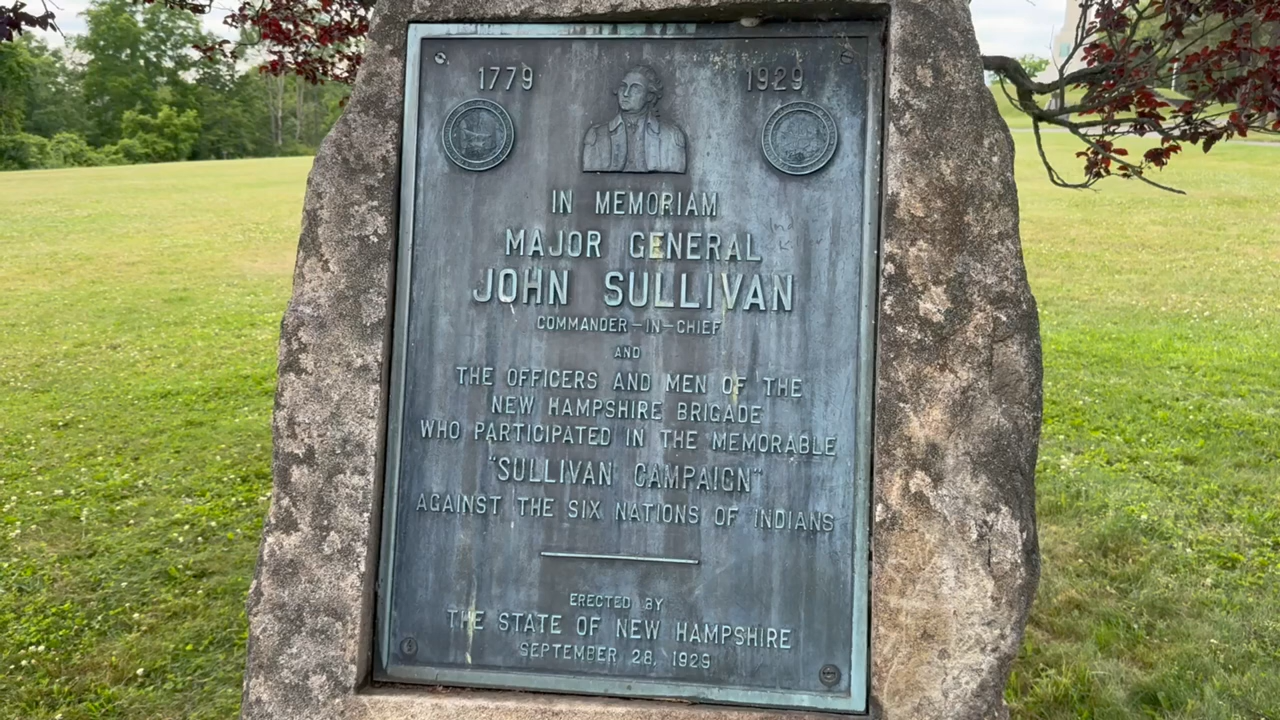 1779 1929
IN MEMORIAM
MAJOR GENERAL
JOHN SULLIVAN
COMMANDER-IN-CHIEF
AND
THE OFFICERS AND MEN OF THE
NEW HAMPSHIRE BRIGADE
WHO PARTICIPATED IN THE MEMORABLE
"SULLIVAN CAMPAIGN"
AGAINST THE SIX NATIONS OF INDIANS
ERECTED BY
THE STATE OF NEW HAMPSHIRE
SEPTEMBER 28, 1929